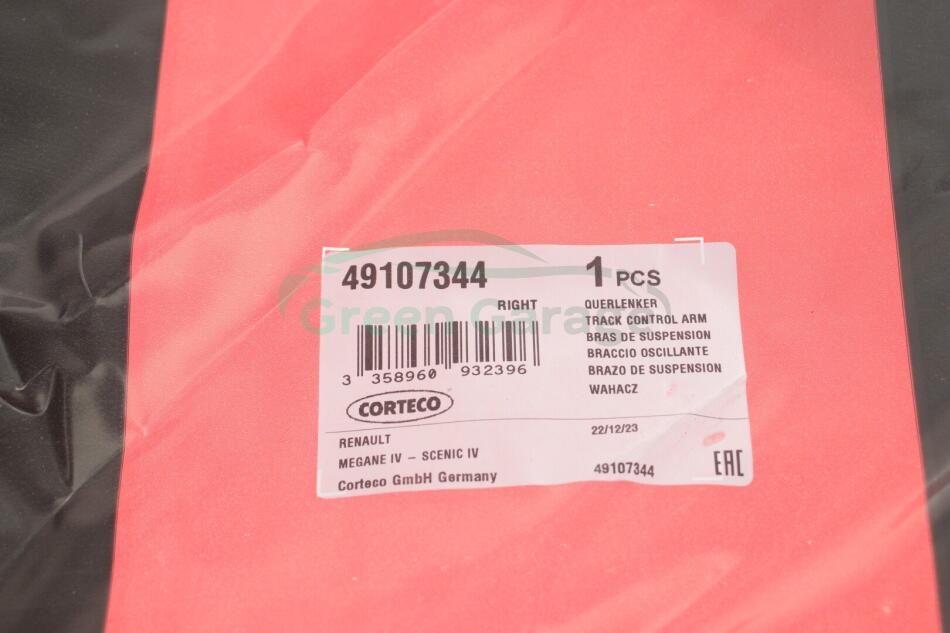 49107344
1 PCS
RIGHT
QUERLENKER
TRACK CONTROL ARM
BRAS DE SUSPENSION
BRACCIO OSCILLANTE
BRAZO DE SUSPENSION
WAHACZ
Green Garage
3 358960 932396
CORTECO
RENAULT
MEGANE IV – SCENIC IV
Corteco GmbH Germany
22/12/23
49107344
EAC